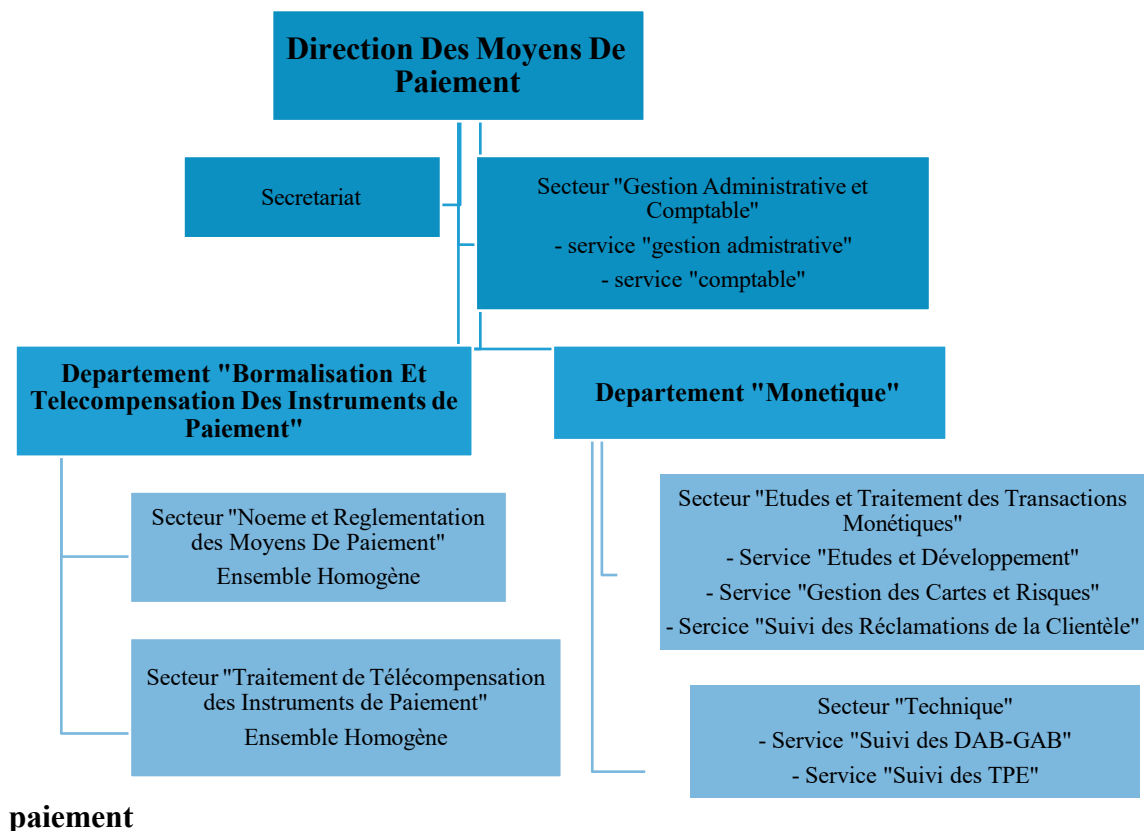 Direction Des Moyens De
Paiement
Secretariat
Secteur "Gestion Administrative et
Comptable"
- service "gestion admistrative"
- service "comptable"
Departement "Bormalisation Et
Telecompensation Des Instruments de
Paiement"
Departement "Monetique"
Secteur "Noeme et Reglementation
des Moyens De Paiement"
Ensemble Homogène
Secteur "Traitement de Télécompensation
des Instruments de Paiement"
Ensemble Homogène
Secteur "Etudes et Traitement des Transactions
Monétiques"
- Service "Etudes et Développement"
- Service "Gestion des Cartes et Risques"
- Sercice "Suivi des Réclamations de la Clientèle"
Secteur "Technique"
- Service "Suivi des DAB-GAB"
- Service "Suivi des TPE"
paiement